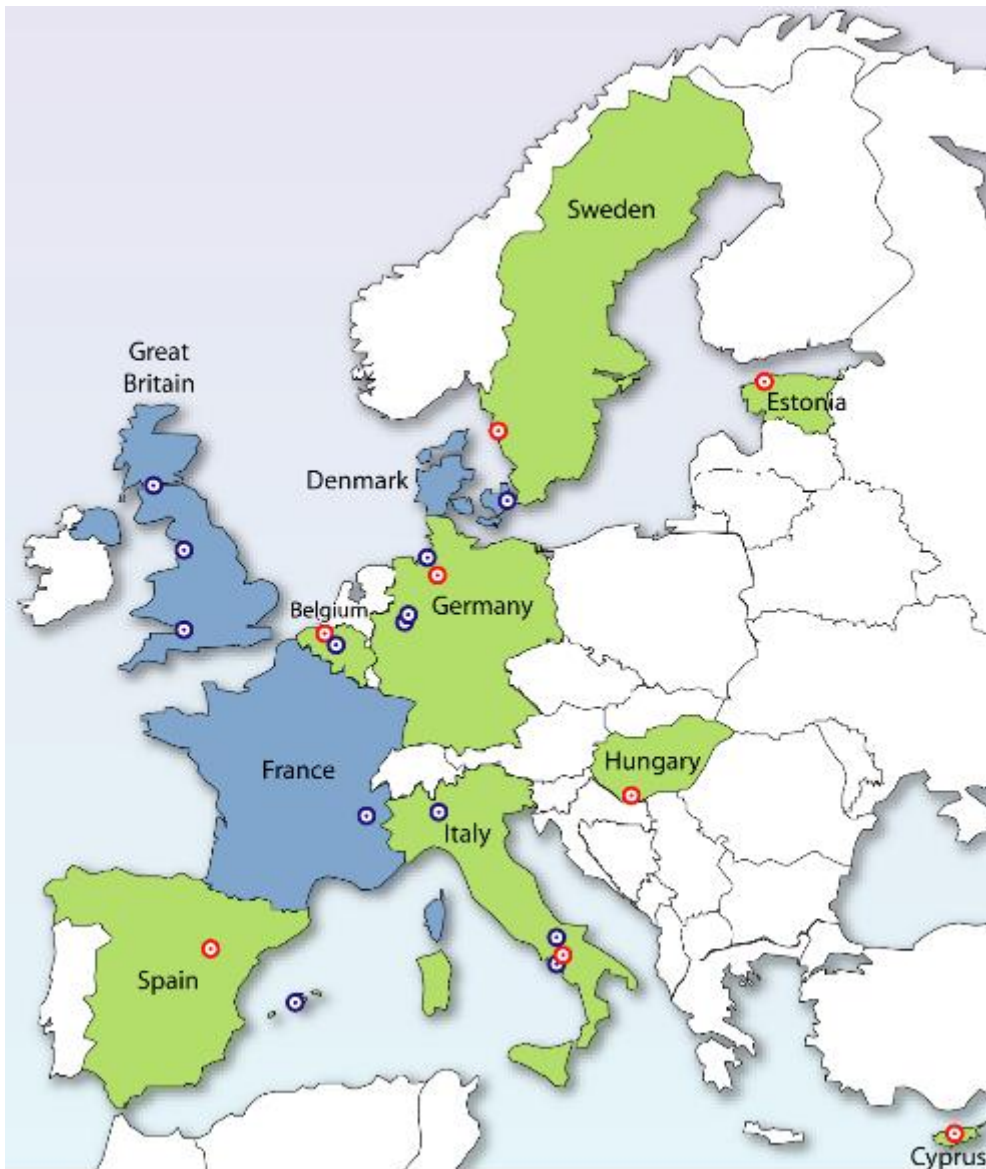 Sweden
Great
Britain
Estonia
Denmark
Belgium
Germany
France
Hungary
Italy
Spain
Cyprus